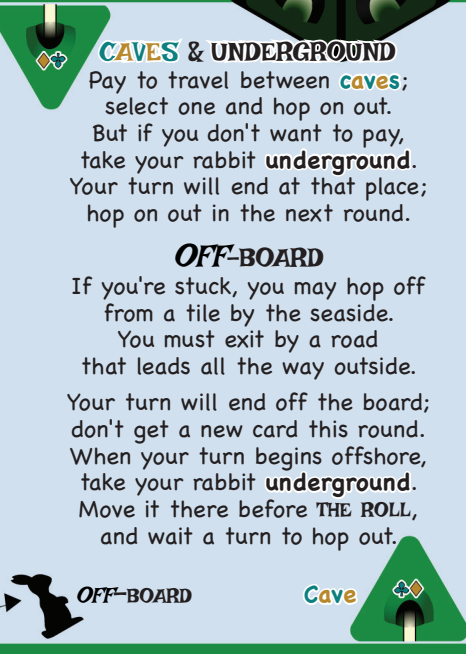 CAVES & UNDERGROUND
Pay to travel between caves;
select one and hop on out.
But if you don't want to pay,
take your rabbit underground.
Your turn will end at that place;
hop on out in the next round.
OFF-BOARD
If you're stuck, you may hop off
from a tile by the seaside.
You must exit by a road
that leads all the way outside.
Your turn will end off the board;
don't get a new card this round.
When your turn begins offshore,
take your rabbit underground.
Move it there before THE ROLL,
and wait a turn to hop out.
OFF-BOARD
Cave